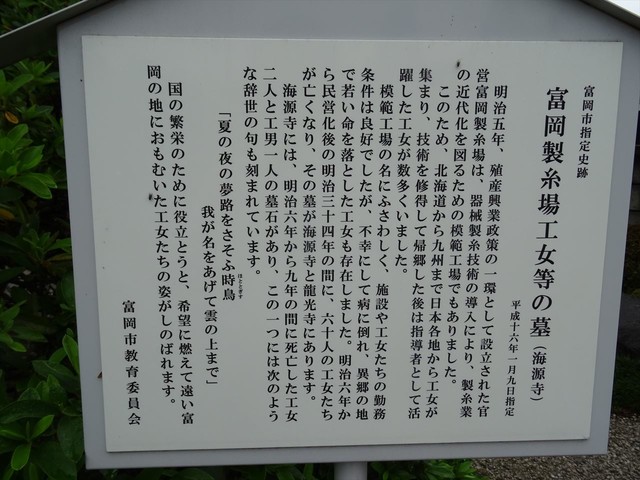 富岡市指定史跡
富岡製糸場工女等の墓(海源寺)
平成十六年一月九日指定
明治五年、殖産興業政策の一環として設立された官
営富岡製糸場は、器械製糸技術の導入により、製糸業
の近代化を図るための模範工場でもありました。
このため、北海道から九州まで日本各地から工女が
集まり、技術を修得して帰郷した後は指導者として活
躍した工女が数多くいました。
模範工場の名にふさわしく、施設や工女たちの勤務
条件は良好でしたが、不幸にして病に倒れ、異郷の地
で若い命を落とした工女も存在しました。明治六年か
ら民営化後の明治三十四年の間に、六十人の工女たち
が亡くなり、その墓が海源寺と龍光寺にあります。
海源寺には、明治六年から九年の間に死亡した工女
二人と工男一人の墓石があり、この一つには次のよう
な辞世の句も刻まれています。
「夏の夜の夢路をさそふ時鳥
ほととぎす
我が名をあげて雲の上まで」
国の繁栄のために役立とうと、希望に燃えて遠い富
岡の地におもむいた工女たちの姿がしのばれます。
富岡市教育委員会